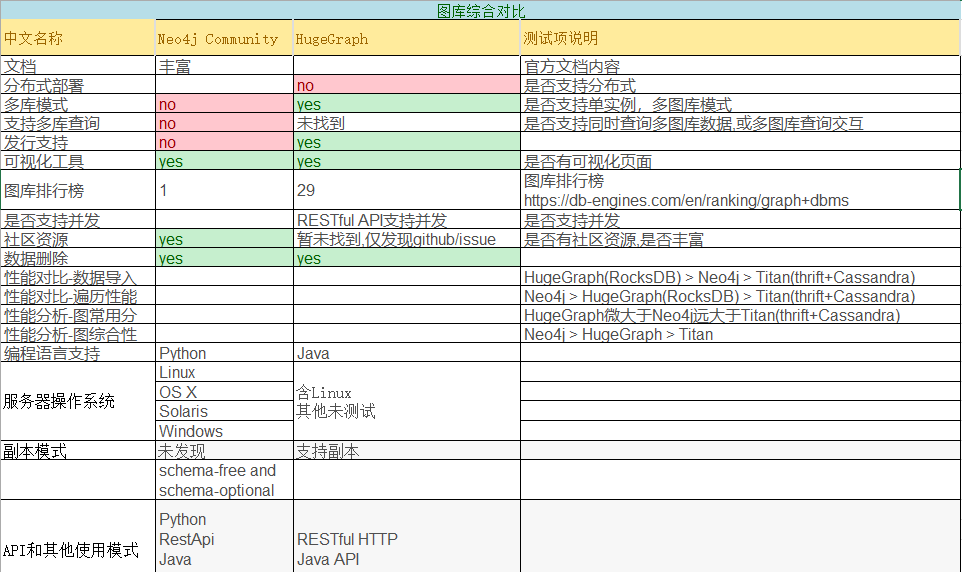 图库综合对比
中文名称 Neo4j Community HugeGraph 测试项说明
文档 丰富 官方文档内容
分布式部署 no 是否支持分布式
多库模式 no yes 是否支持单实例，多图库模式
支持多库查询 no 未找到 是否支持同时查询多图库数据,或多图库查询交互
发行支持 no yes
可视化工具 yes yes 是否有可视化页面
图库排行榜 1 29 图库排行榜
https://db-engines.com/en/ranking/graph+dbms
是否支持并发 RESTful API支持并发 是否支持并发
社区资源 yes 暂未找到,仅发现github/issue 是否有社区资源,是否丰富
数据删除 yes yes
性能对比-数据导入 HugeGraph(RocksDB) > Neo4j > Titan(thrift+Cassandra)
性能对比-遍历性能 Neo4j > HugeGraph(RocksDB) > Titan(thrift+Cassandra)
性能分析-图常用分 HugeGraph微大于Neo4j远大于Titan(thrift+Cassandra)
性能分析-图综合性 Neo4j > HugeGraph > Titan
编程语言支持 Python Java
服务器操作系统
Linux
OS X
Solaris
Windows
含Linux
其他未测试
副本模式 未发现 支持副本
schema-free and
schema-optional
API和其他使用模式
Python
RestApi
Java
RESTful HTTP
Java API